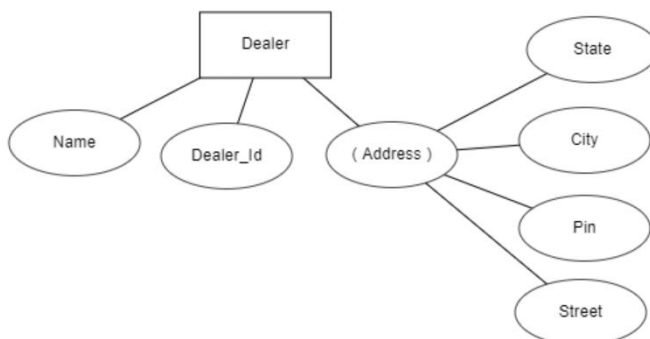 Dealer
State
Name
Dealer_Id
( Address )
City
Pin
Street